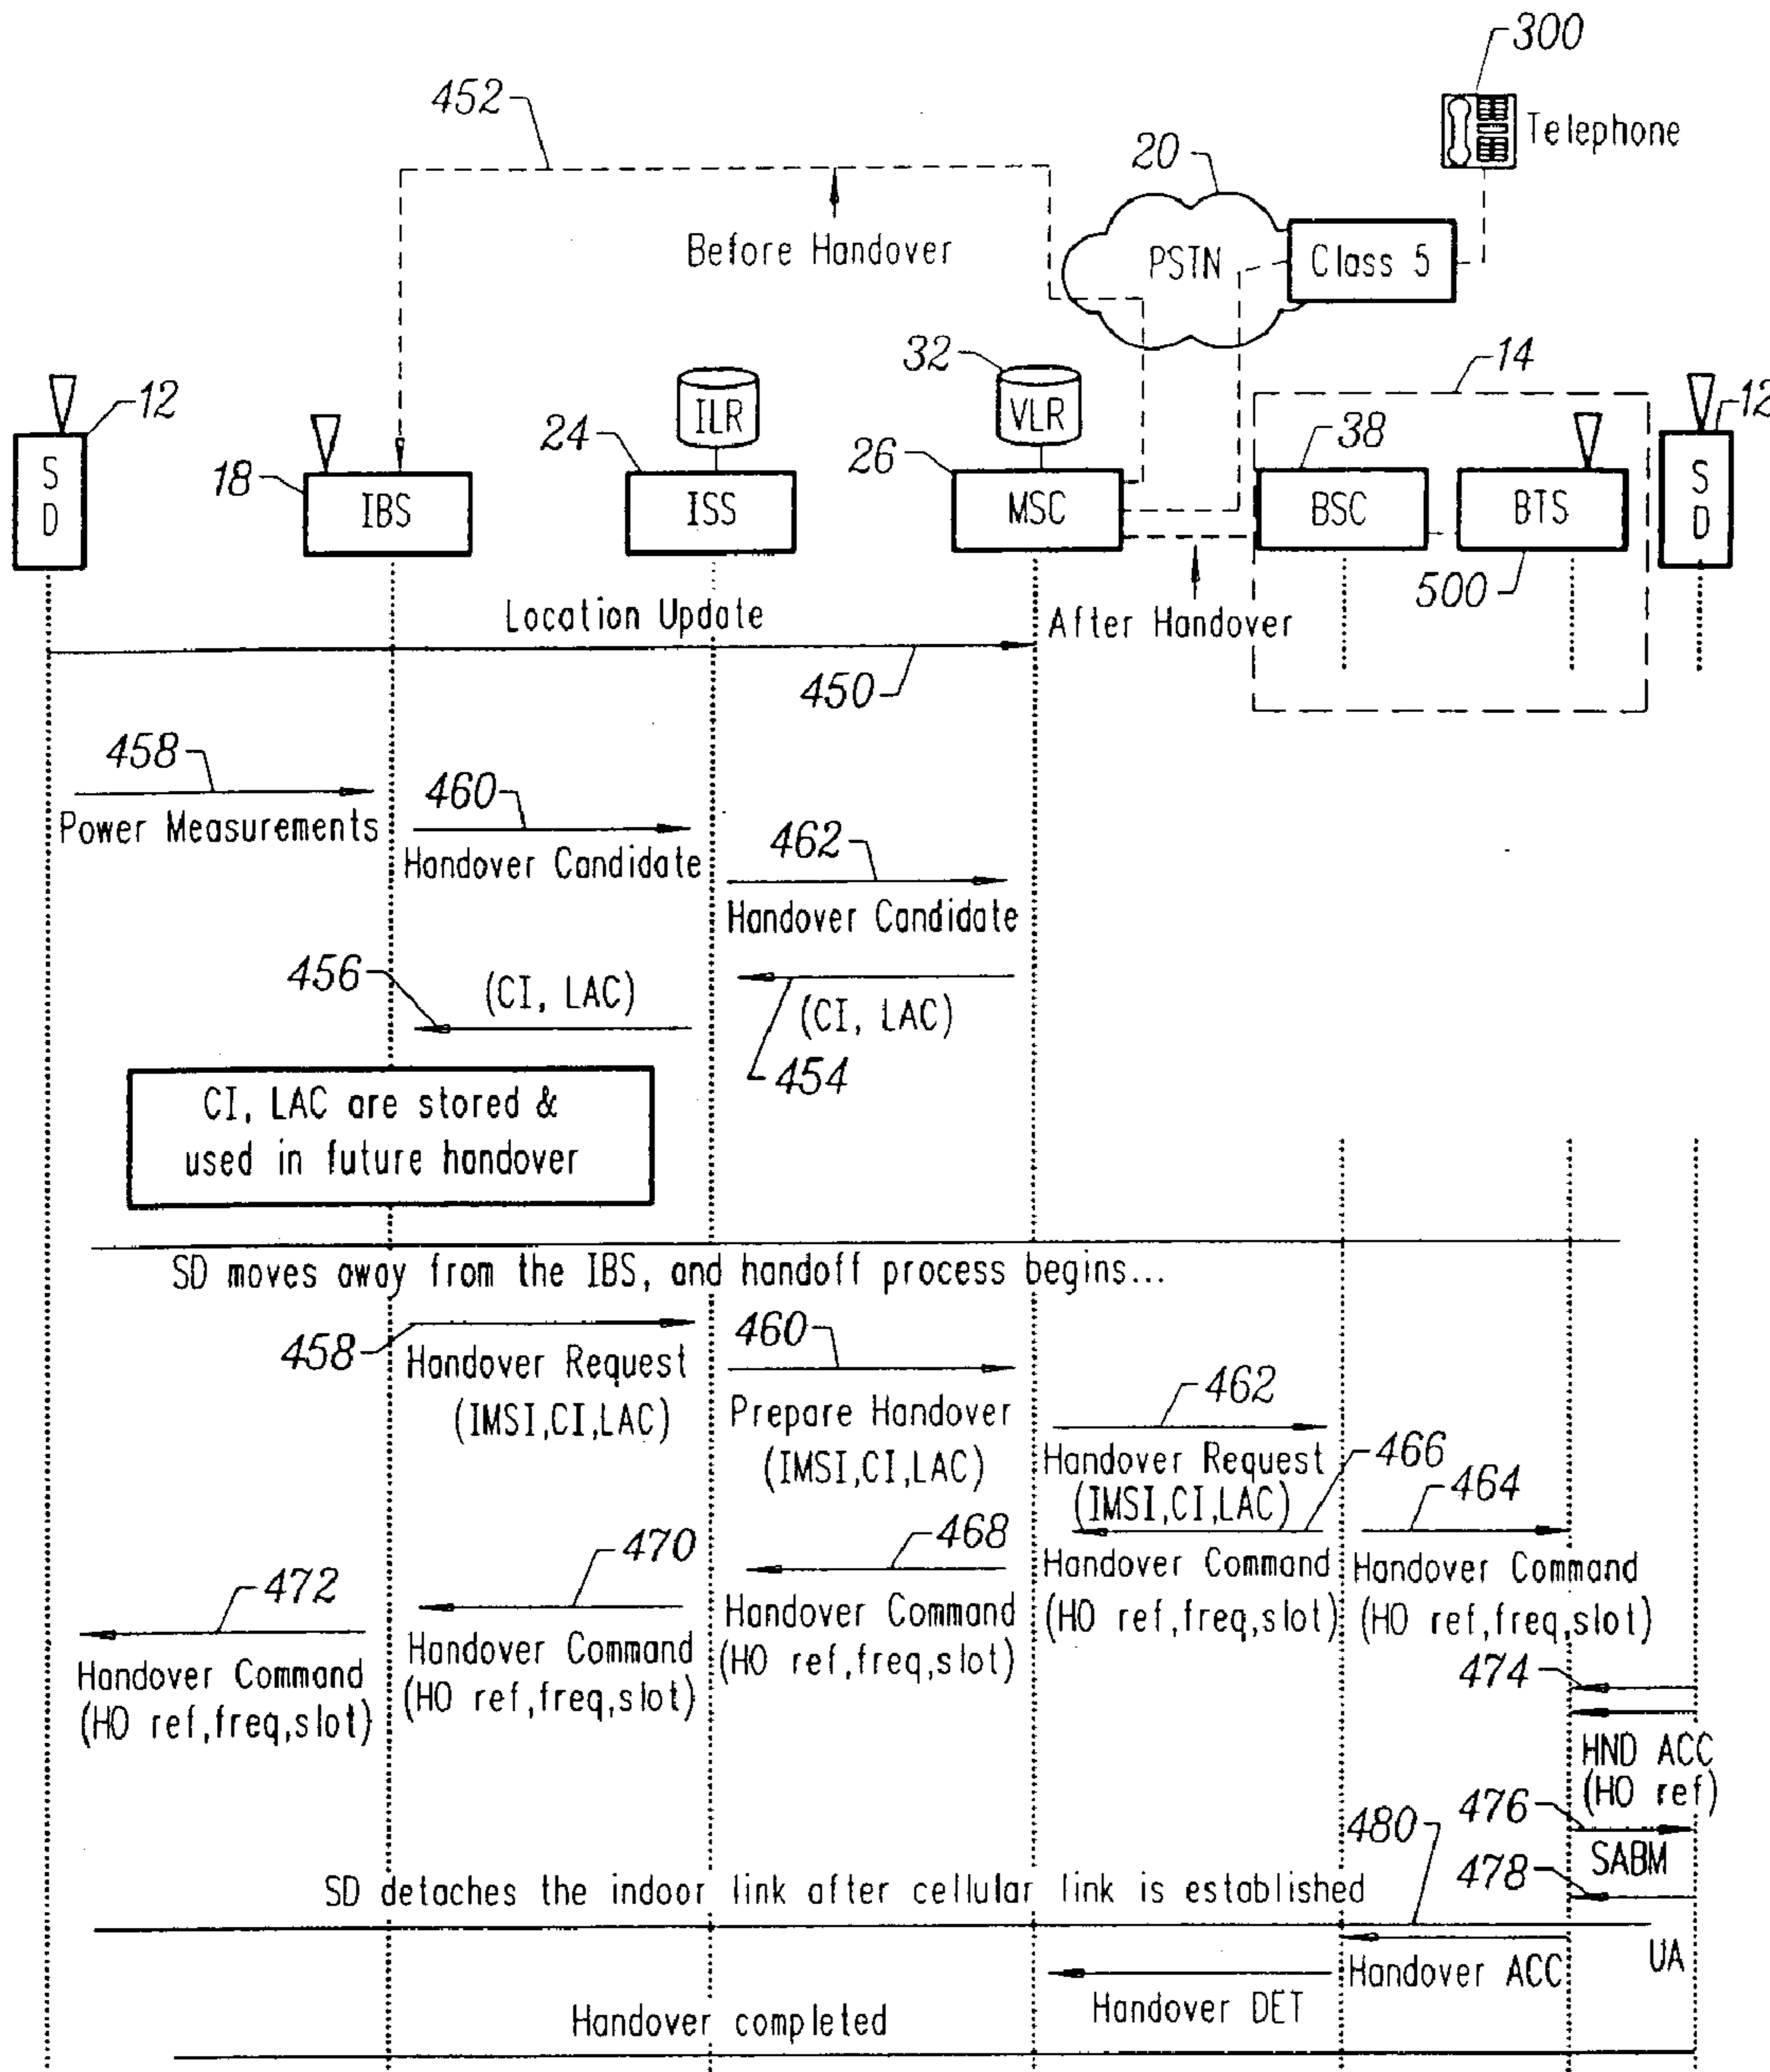 300
452
Telephone
20
Before Handover
PSTN
Class 5
12
32
14
12
ILR
VLR
S
D
18
24
26
38
S
D
IBS
ISS
MSC
BSC
BTS
500
Location Update
After Handover
450
458
460
Power Measurements
462
Handover Candidate
Handover Candidate
456
(CI, LAC)
(CI, LAC)
454
CI, LAC are stored &
used in future handover
SD moves away from the IBS, and handoff process begins...
458
460
Handover Request
(IMSI,CI,LAC)
Prepare Handover
(IMSI,CI,LAC)
462
Handover Request
(IMSI,CI,LAC)
466
464
468
470
472
Handover Command
(HO ref,freq,slot)
Handover Command
(HO ref,freq,slot)
Handover Command
(HO ref,freq,slot)
Handover Command
(HO ref,freq,slot)
Handover Command
(HO ref,freq,slot)
474
HND ACC
(HO ref)
476
480
SABM
478
SD detaches the indoor link after cellular link is established
UA
Handover ACC
Handover DET
Handover completed